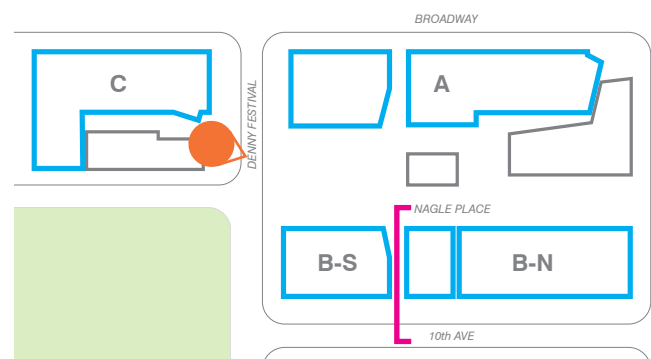 BROADWAY
C
A
DENNY FESTIVAL
NAGLE PLACE
B-S
B-N
10th AVE